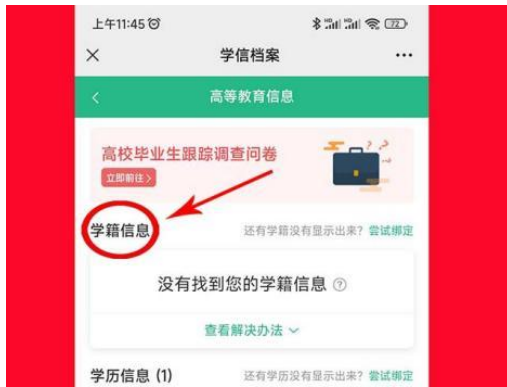 上午11:45
72
学信档案
高等教育信息
高校毕业生跟踪调查问卷
立即前往>
学籍信息
还有学籍没有显示出来? 尝试绑定
没有找到您的学籍信息
查看解决办法
学历信息 (1)
还有学历没有显示出来? 尝试绑定